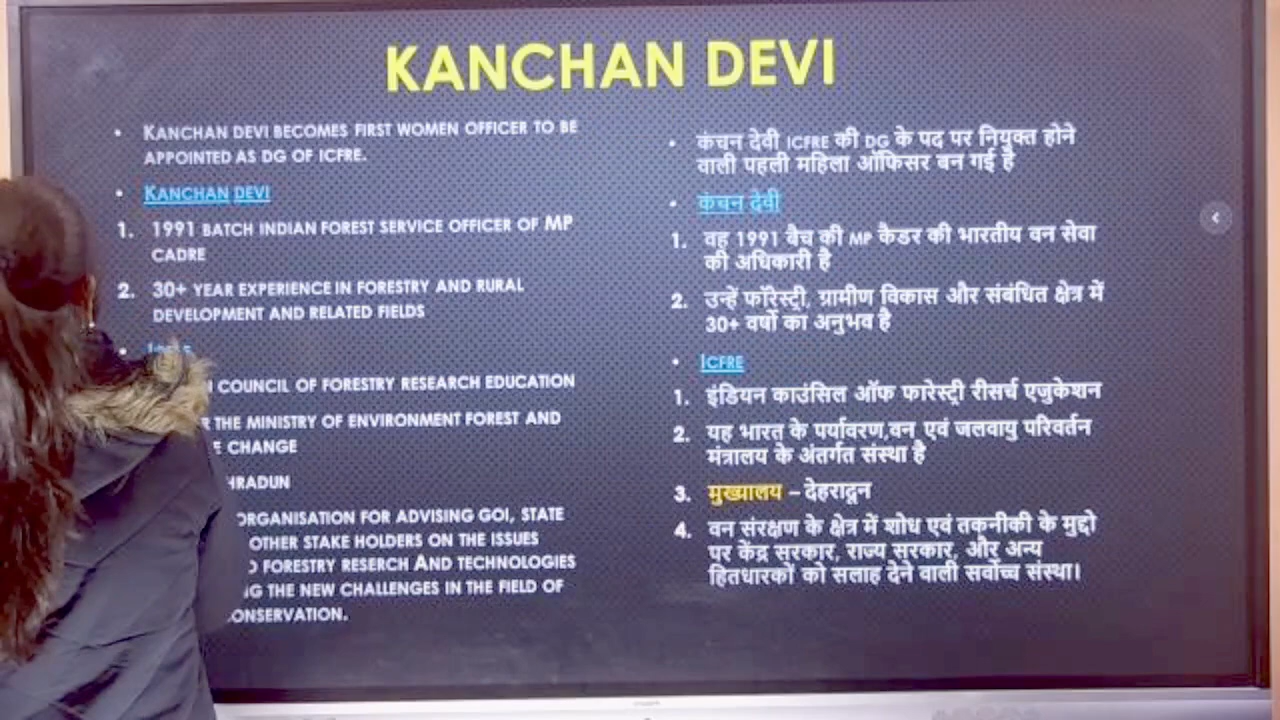 KANCHAN DEVI
• KANCHAN DEVI BECOMES FIRST WOMEN OFFICER TO BE
APPOINTED AS DG OF ICFRE.
• KANCHAN DEVI
1. 1991 BATCH INDIAN FOREST SERVICE OFFICER OF MP
CADRE
2. 30+ YEAR EXPERIENCE IN FORESTRY AND RURAL
DEVELOPMENT AND RELATED FIELDS
COUNCIL OF FORESTRY RESEARCH EDUCATION
THE MINISTRY OF ENVIRONMENT FOREST AND
CHANGE
HRADUN
ORGANISATION FOR ADVISING GOI, STATE
OTHER STAKE HOLDERS ON THE ISSUES
FORESTRY RESERCH AND TECHNOLOGIES
THE NEW CHALLENGES IN THE FIELD OF
ONSERVATION.
• कंचन देवी ICFRE की DG के पद पर नियुक्त होने
वाली पहली महिला ऑफिसर बन गई है
• कंचन देवी
1. वह 1991 बैच की MP कैडर की भारतीय वन सेवा
की अधिकारी है
2. उन्हें फॉरेस्ट्री, ग्रामीण विकास और संबंधित क्षेत्र में
30+ वर्षो का अनुभव है
• ICFRE
1. इंडियन काउंसिल ऑफ फारेस्ट्री रीसर्च एजुकेशन
2. यह भारत के पर्यावरण,वन एवं जलवायु परिवर्तन
मंत्रालय के अंतर्गत संस्था है
3. मुख्यालय – देहरादून
4. वन संरक्षण के क्षेत्र में शोध एवं तकनीकी के मुद्दो
पर केंद्र सरकार, राज्य सरकार, और अन्य
हितधारकों को सलाह देने वाली सर्वोच्च संस्था।